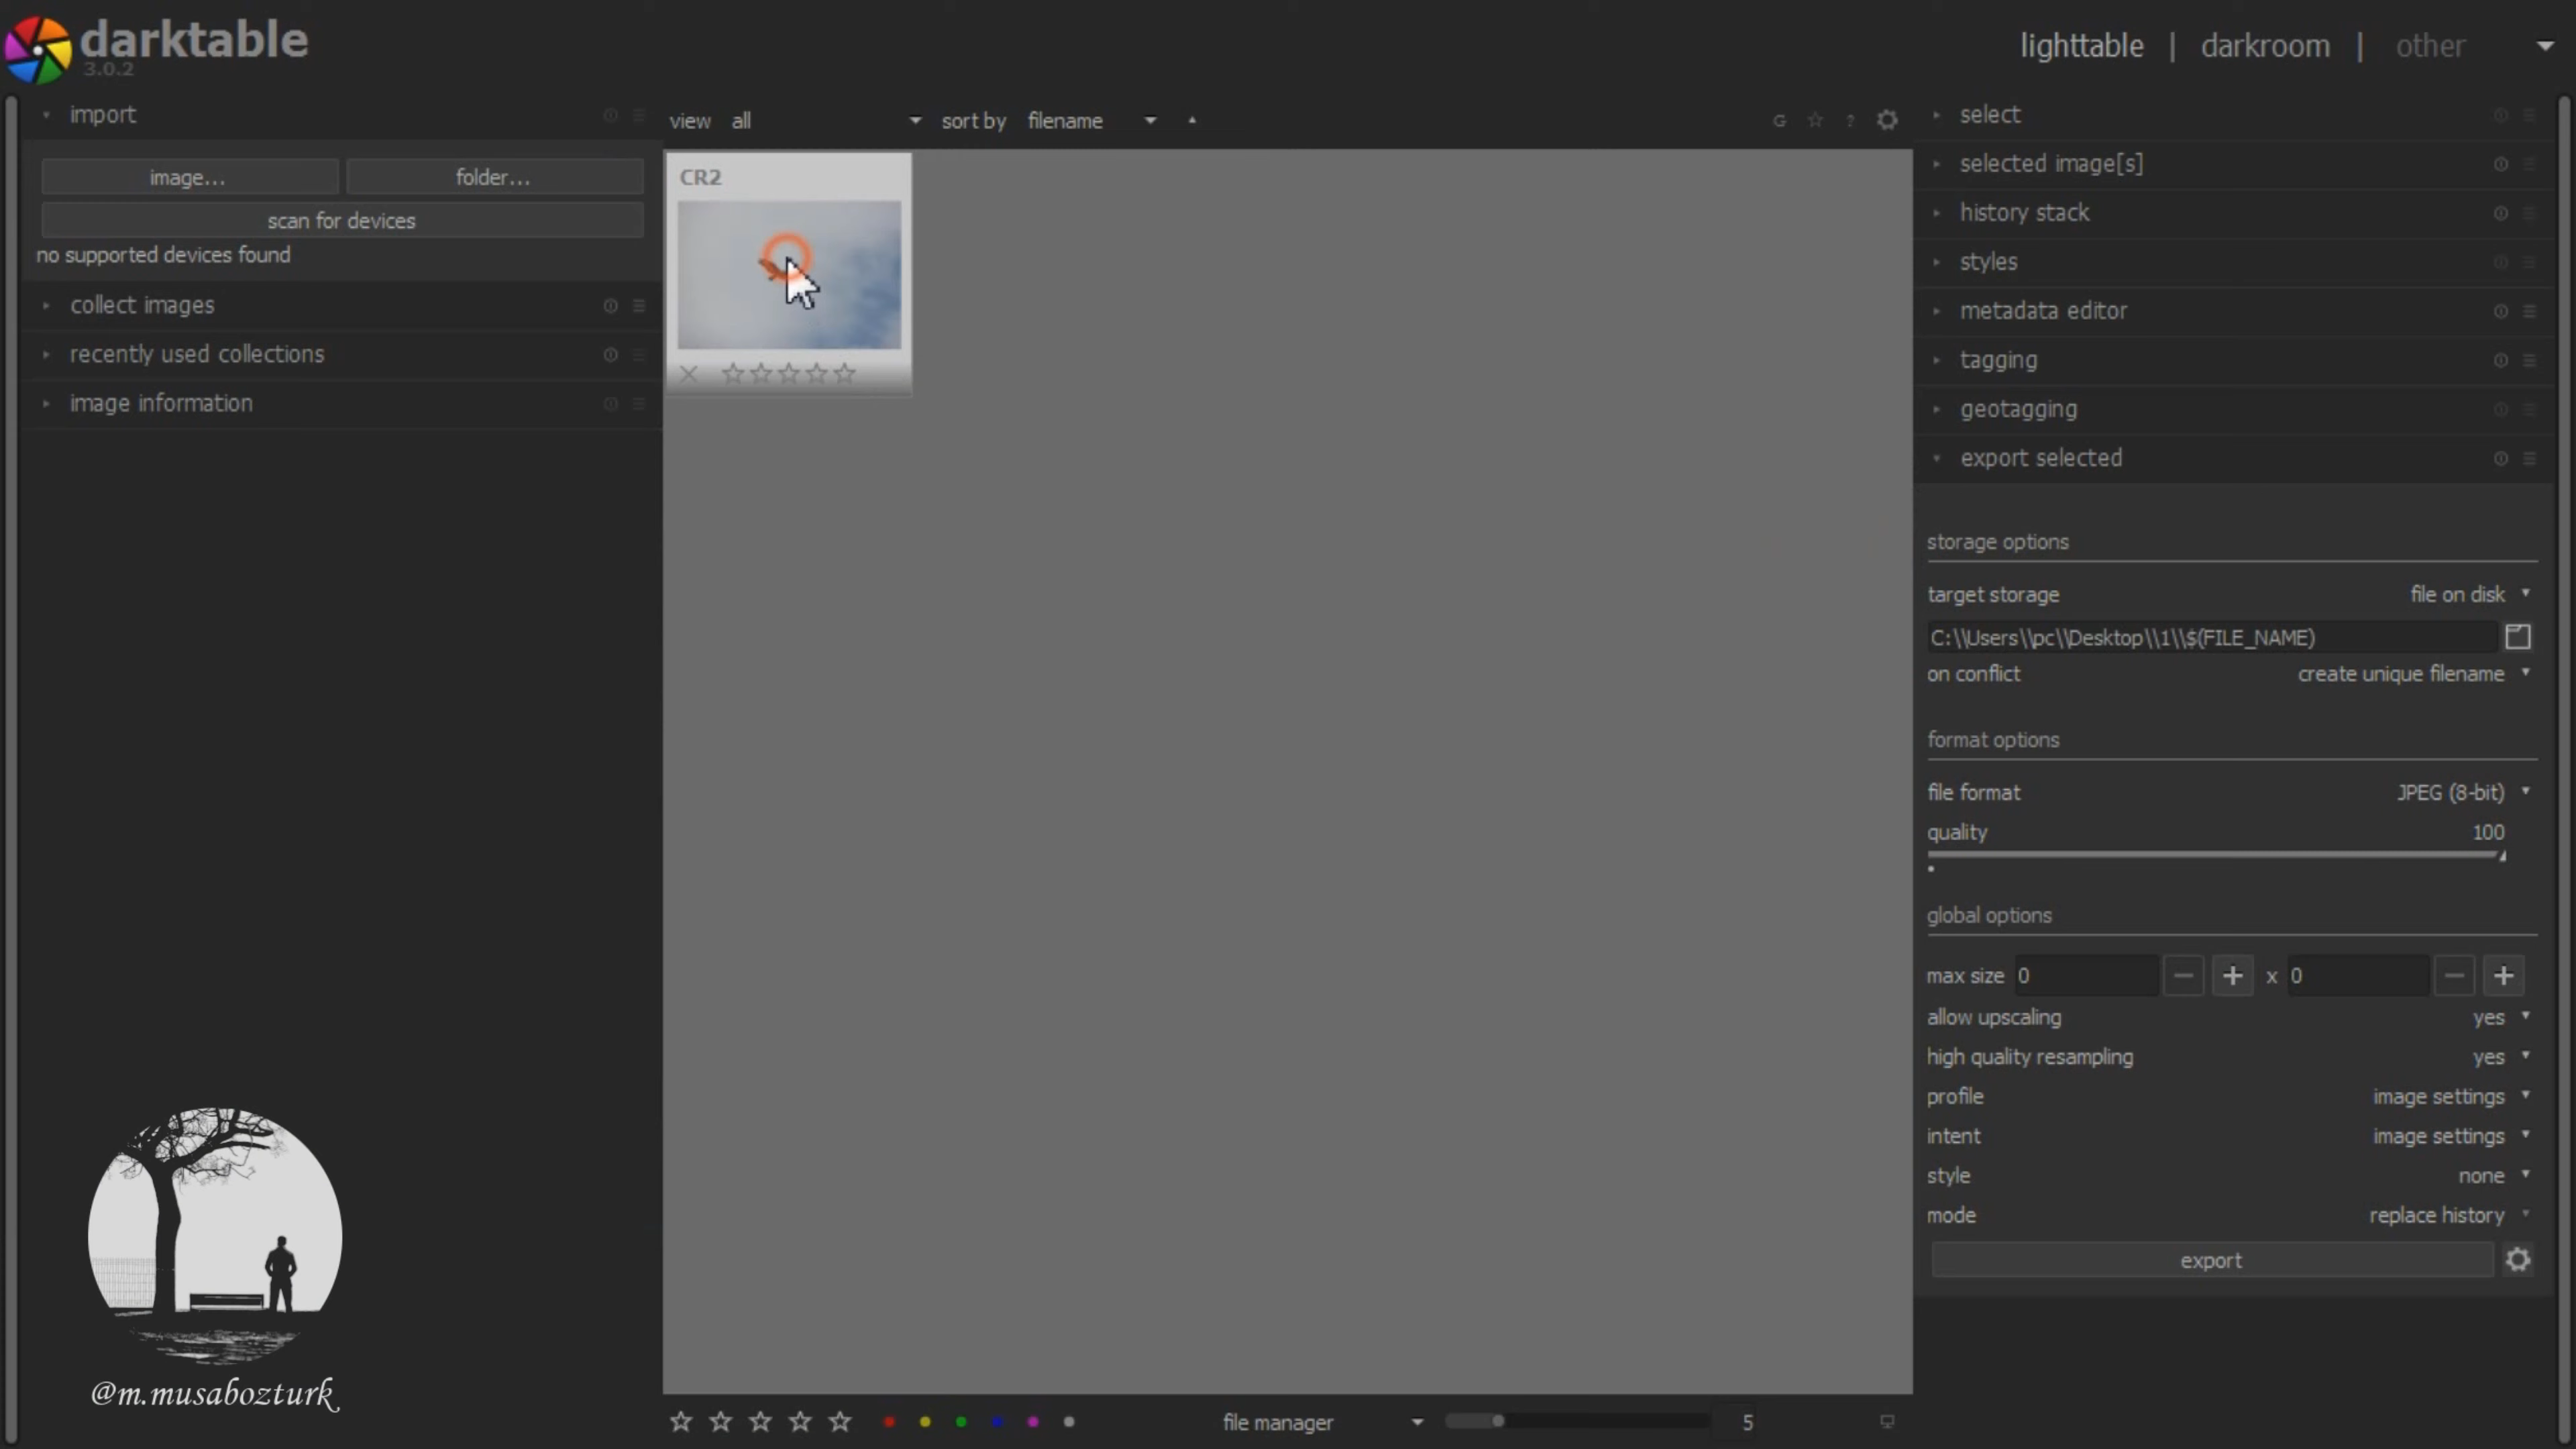 darktable
3.0.2
lighttable | darkroom | other
import
image...
folder...
scan for devices
no supported devices found
collect images
recently used collections
image information
view all
sort by filename
G
?
CR2
select
selected image[s]
history stack
styles
metadata editor
tagging
geotagging
export selected
storage options
target storage file on disk
C:\\Users\\pc\\Desktop\\1\\$(FILE_NAME)
on conflict create unique filename
format options
file format JPEG (8-bit)
quality 100
global options
max size 0 x 0
allow upscaling yes
high quality resampling yes
profile image settings
intent image settings
style none
mode replace history
export
@m.musabozturk
file manager
5